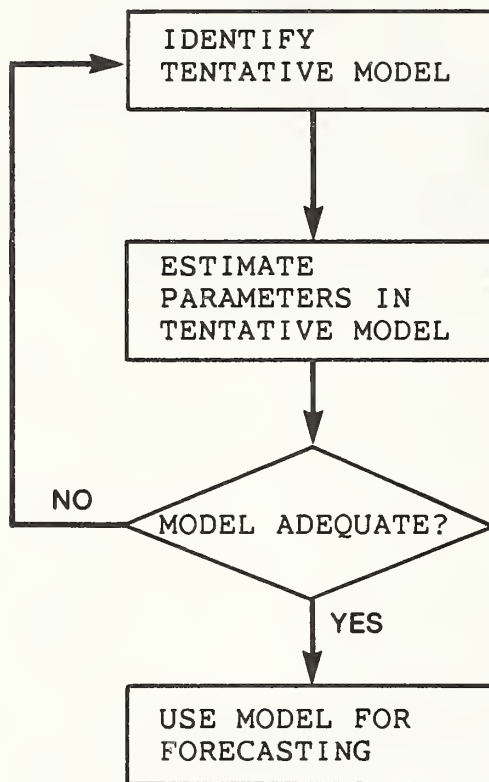 IDENTIFY
TENTATIVE MODEL
ESTIMATE
PARAMETERS IN
TENTATIVE MODEL
NO
MODEL ADEQUATE?
YES
USE MODEL FOR
FORECASTING